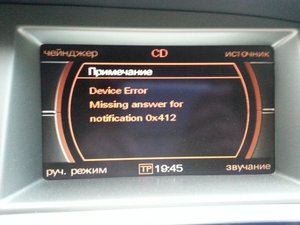 чейнджер CD источник
Примечание
Device Error
Missing answer for
notification 0x412
руч. режим TP 19:45 звучание